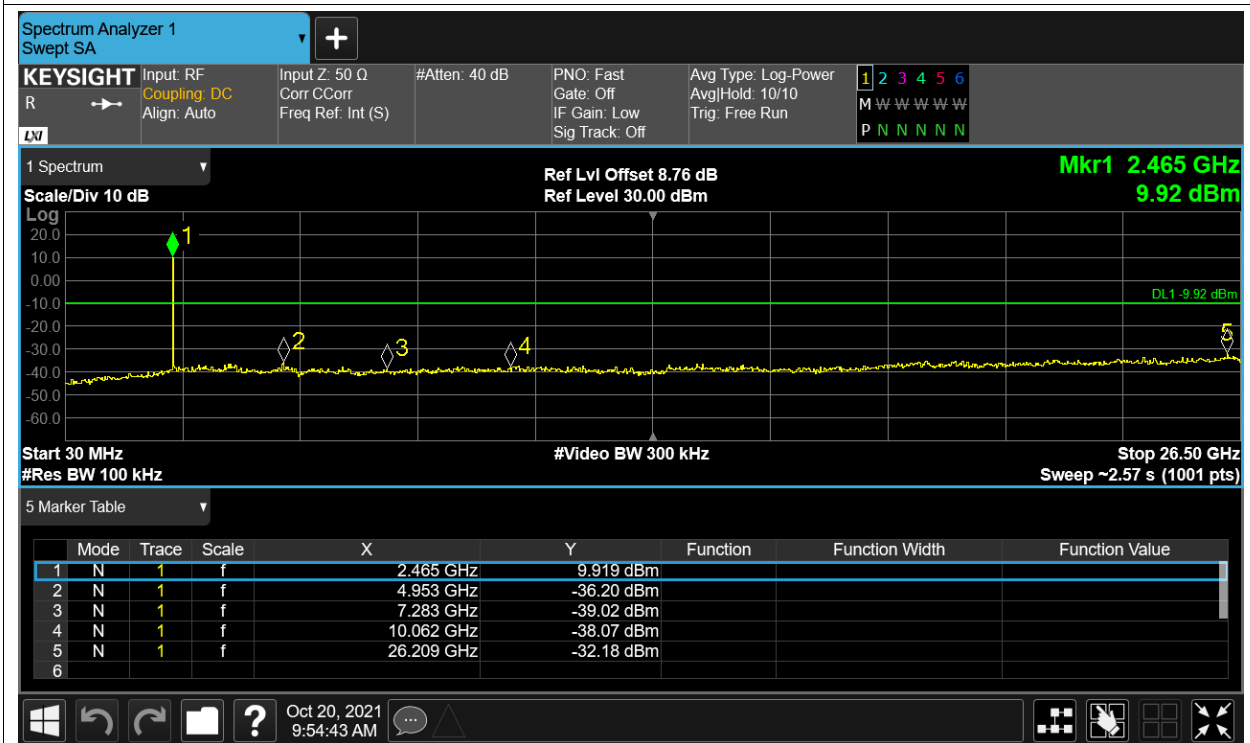 Spectrum Analyzer 1
Swept SA
KEYSIGHT
R
LXI
Input: RF
Coupling: DC
Align: Auto
Input Z: 50 Ω
Corr CCorr
Freq Ref: Int (S)
#Atten: 40 dB
PNO: Fast
Gate: Off
IF Gain: Low
Sig Track: Off
Avg Type: Log-Power
Avg|Hold: 10/10
Trig: Free Run
1 2 3 4 5 6
M W W W W W
P N N N N N
1 Spectrum
Scale/Div 10 dB
Ref Lvl Offset 8.76 dB
Ref Level 30.00 dBm
Mkr1 2.465 GHz
9.92 dBm
Log
20.0
10.0
0.00
-10.0
-20.0
-30.0
-40.0
-50.0
-60.0
1
2
3
4
5
DL1 -9.92 dBm
Start 30 MHz
#Res BW 100 kHz
#Video BW 300 kHz
Stop 26.50 GHz
Sweep ~2.57 s (1001 pts)
5 Marker Table
Mode Trace Scale X Y Function Function Width Function Value
1 N 1 f 2.465 GHz 9.919 dBm
2 N 1 f 4.953 GHz -36.20 dBm
3 N 1 f 7.283 GHz -39.02 dBm
4 N 1 f 10.062 GHz -38.07 dBm
5 N 1 f 26.209 GHz -32.18 dBm
6
?
Oct 20, 2021
9:54:43 AM